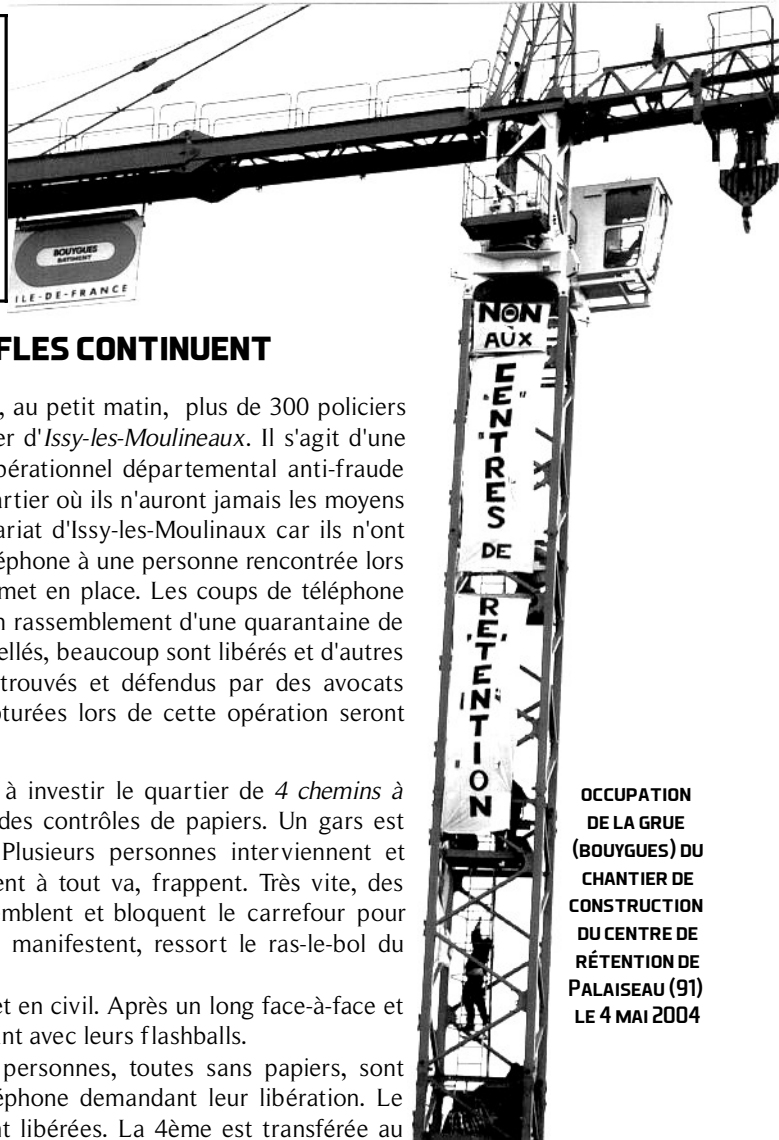 BOUYGUES
BATIMENT
ILE-DE-FRANCE
NON
AUX
CENTRES
DE
RETENTION
FLES CONTINUENT
, au petit matin, plus de 300 policiers
er d'Issy-les-Moulineaux. Il s'agit d'une
pérationnel départemental anti-fraude
artier où ils n'auront jamais les moyens
ariat d'Issy-les-Moulinaux car ils n'ont
éphone à une personne rencontrée lors
met en place. Les coups de téléphone
n rassemblement d'une quarantaine de
ellés, beaucoup sont libérés et d'autres
trouvés et défendus par des avocats
pturées lors de cette opération seront
à investir le quartier de 4 chemins à
des contrôles de papiers. Un gars est
Plusieurs personnes interviennent et
ent à tout va, frappent. Très vite, des
emblent et bloquent le carrefour pour
manifestent, ressort le ras-le-bol du
et en civil. Après un long face-à-face et
ant avec leurs flashballs.
personnes, toutes sans papiers, sont
éphone demandant leur libération. Le
nt libérées. La 4ème est transférée au
OCCUPATION
DE LA GRUE
(BOUYGUES) DU
CHANTIER DE
CONSTRUCTION
DU CENTRE DE
RÉTENTION DE
PALAISEAU (91)
LE 4 MAI 2004